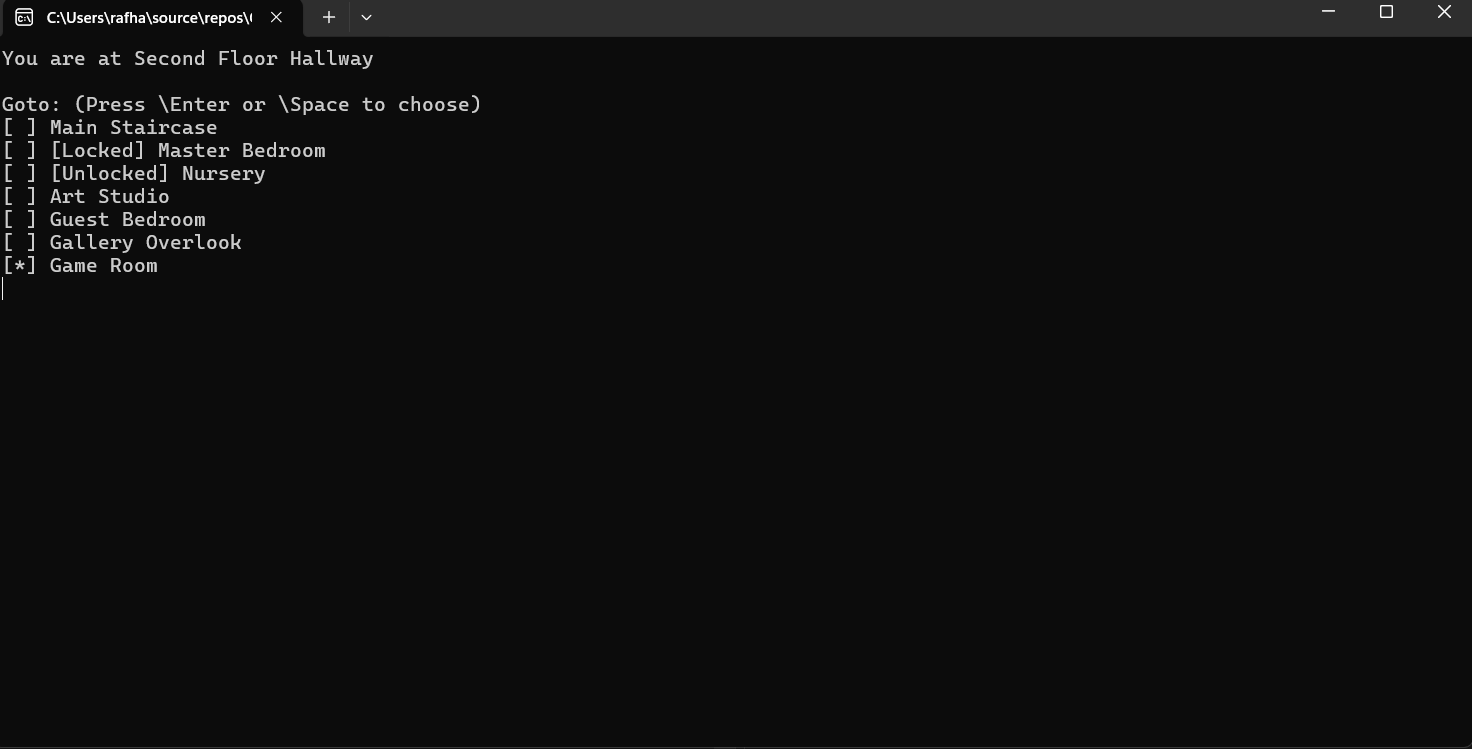 C:\Users\rafha\source\repos\
You are at Second Floor Hallway
Goto: (Press \Enter or \Space to choose)
[ ] Main Staircase
[ ] [Locked] Master Bedroom
[ ] [Unlocked] Nursery
[ ] Art Studio
[ ] Guest Bedroom
[ ] Gallery Overlook
[*] Game Room